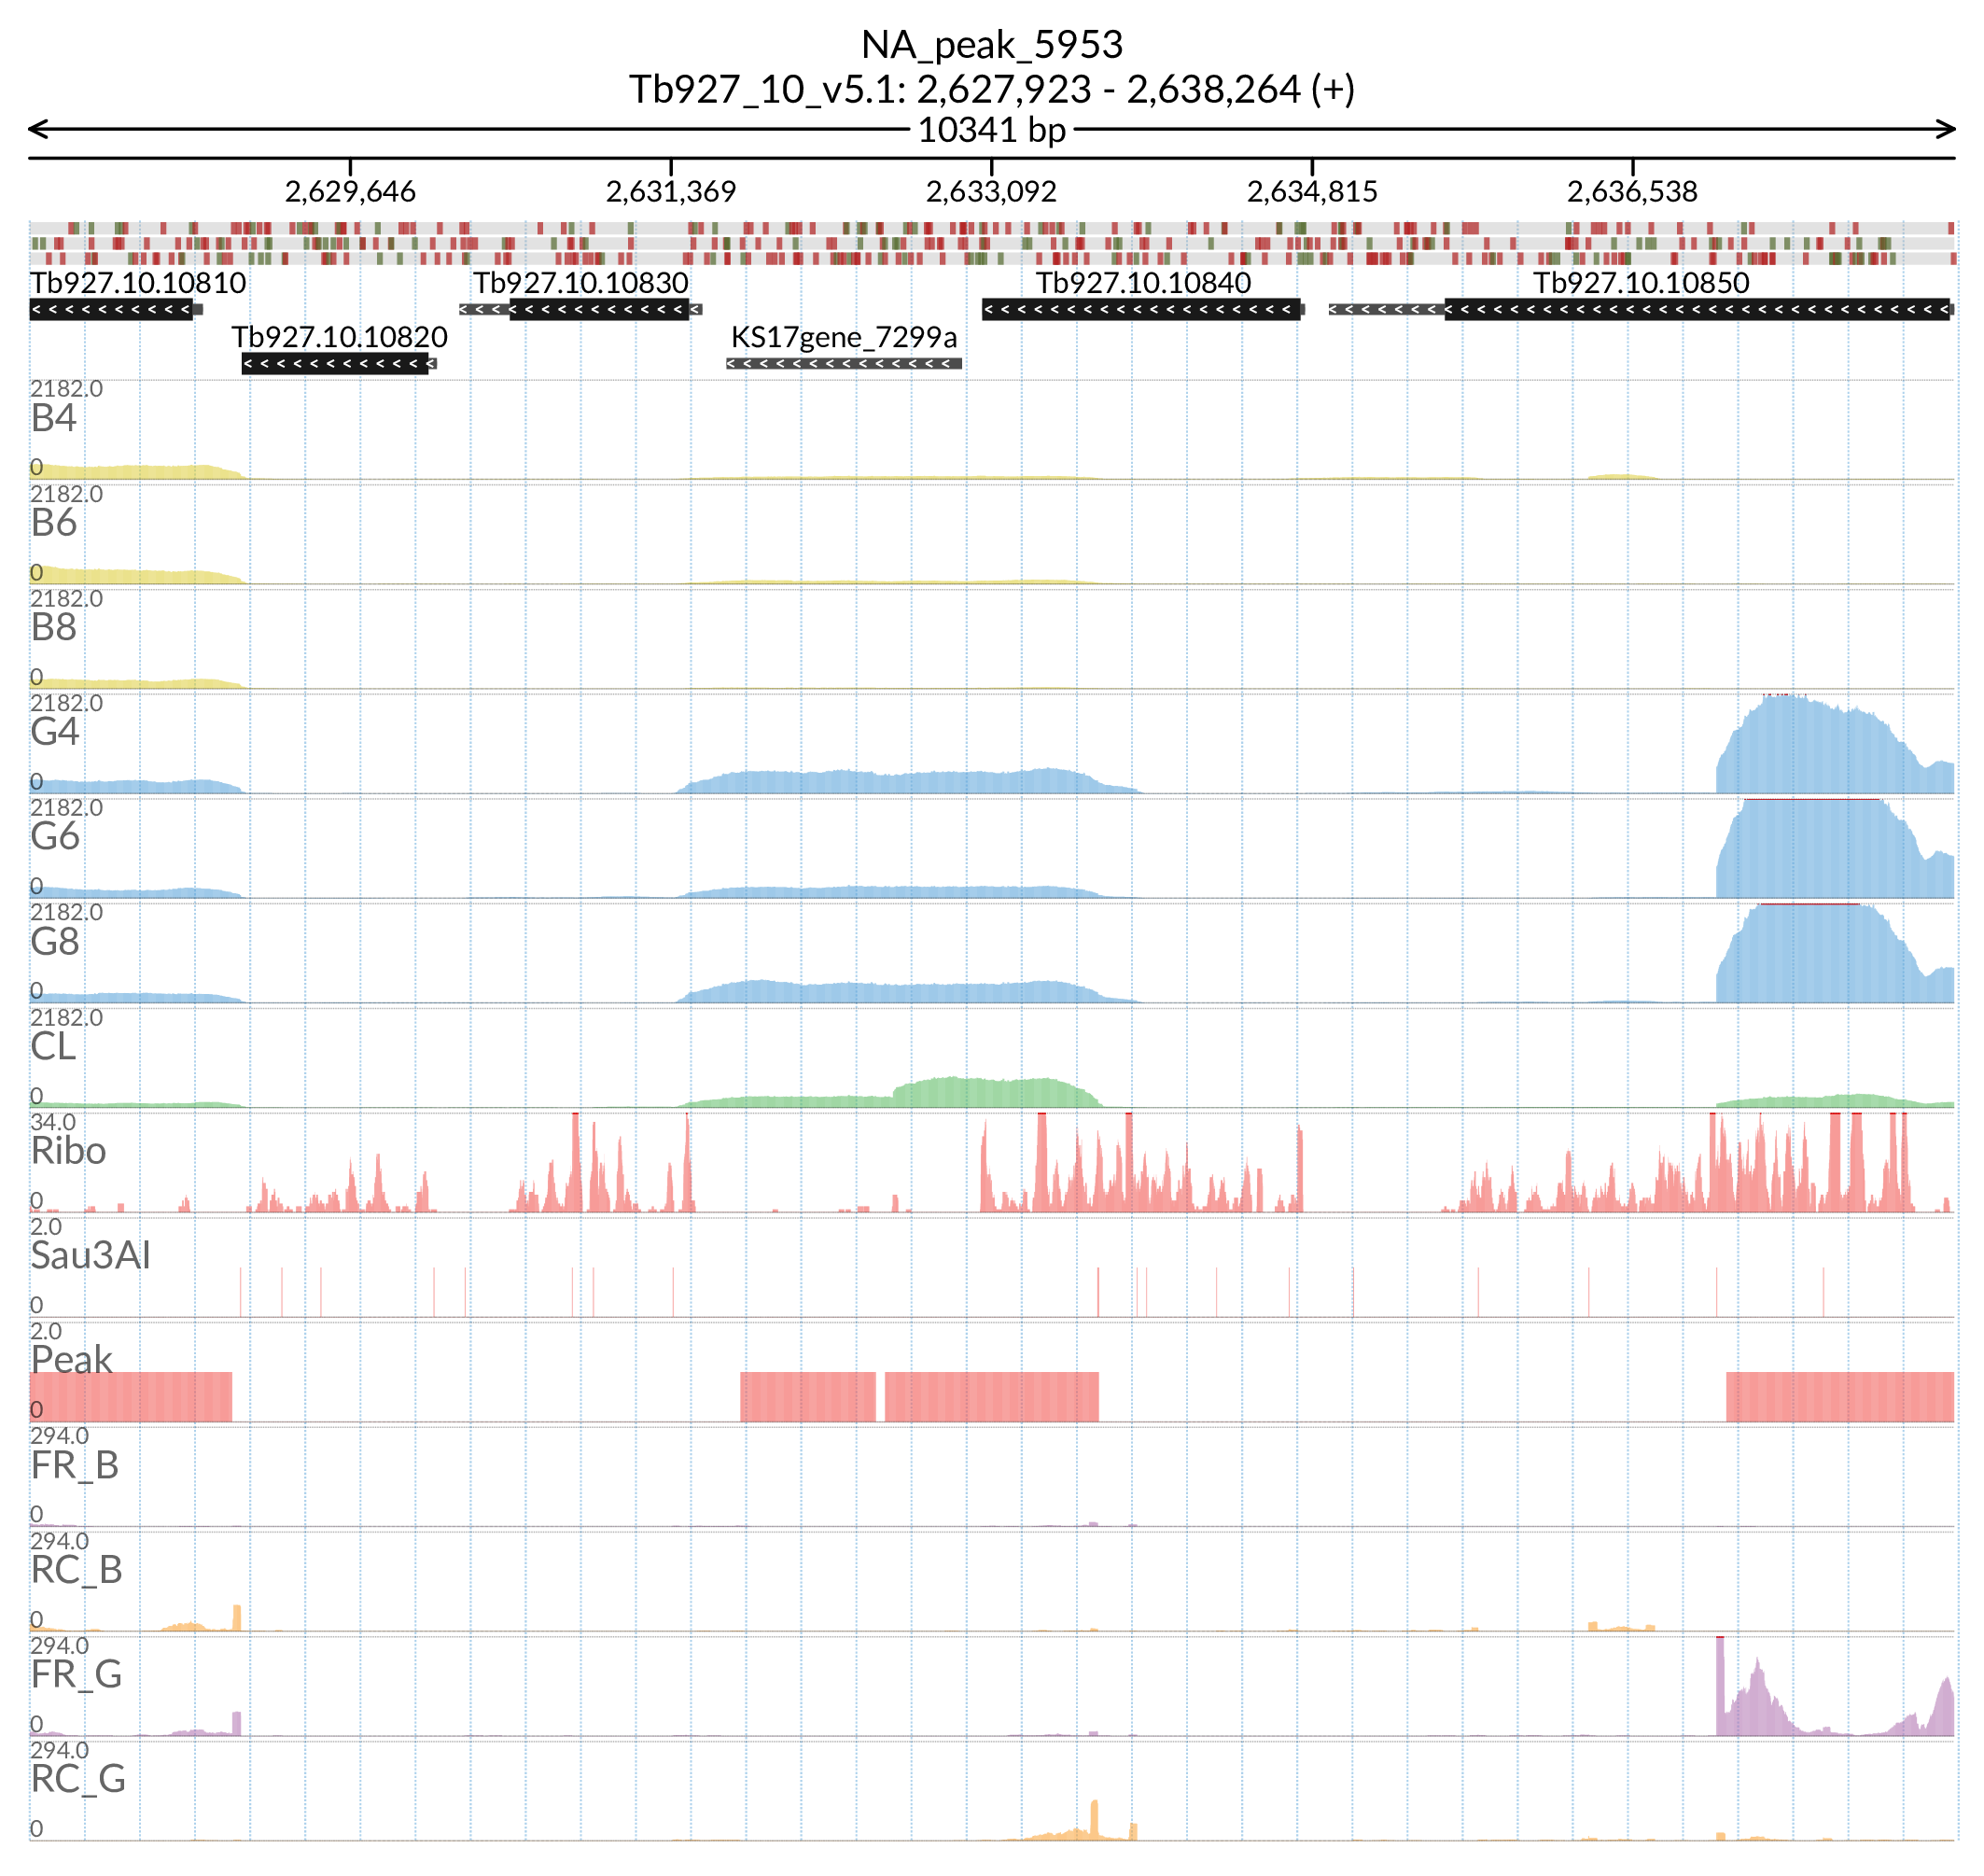 NA_peak_5953
Tb927_10_v5.1: 2,627,923 - 2,638,264 (+)
10341 bp
2,629,646 2,631,369 2,633,092 2,634,815 2,636,538
Tb927.10.10810 Tb927.10.10830 Tb927.10.10840 Tb927.10.10850
Tb927.10.10820 KS17gene_7299a
2182.0
B4
0
2182.0
B6
0
2182.0
B8
0
2182.0
G4
0
2182.0
G6
0
2182.0
G8
0
2182.0
CL
0
34.0
Ribo
0
2.0
Sau3AI
0
2.0
Peak
0
294.0
FR_B
0
294.0
RC_B
0
294.0
FR_G
0
294.0
RC_G
0